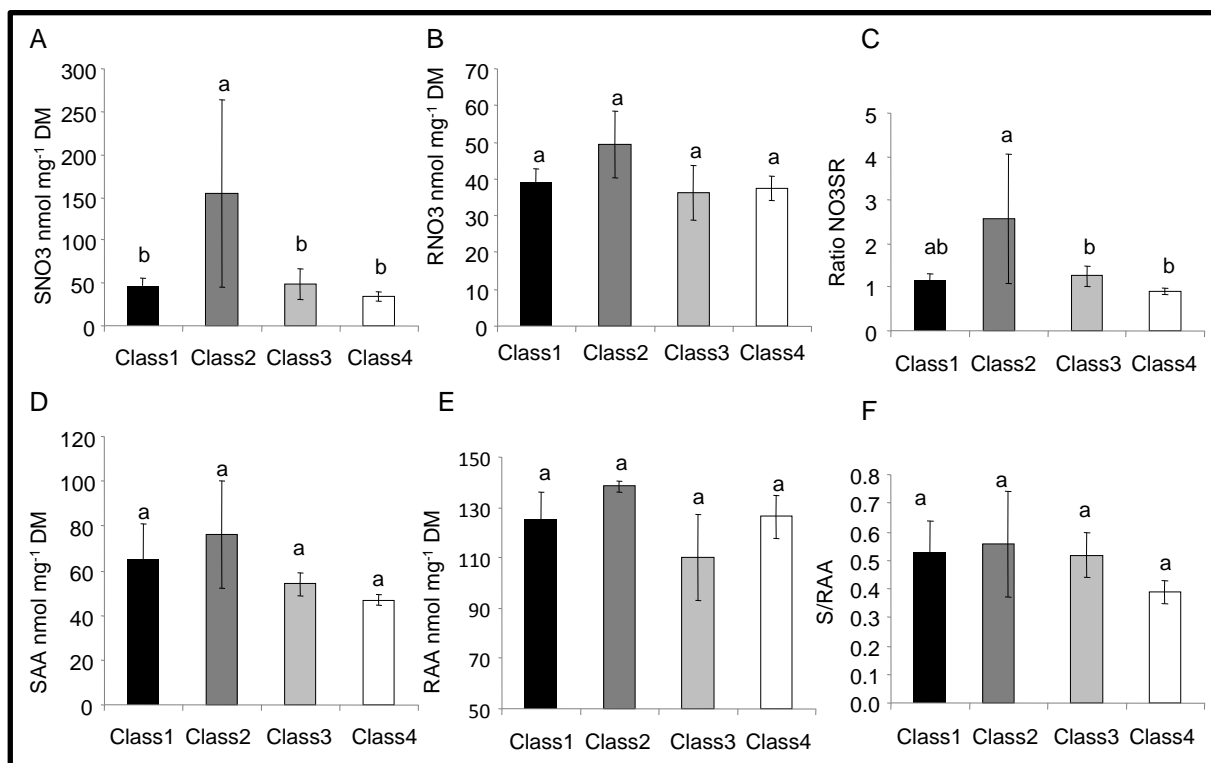 A
SNO3 nmol mg-1 DM
300
250
200
150
100
50
0
b
a
b
b
Class1 Class2 Class3 Class4
B
RNO3 nmol mg-1 DM
70
60
50
40
30
20
10
0
a
a
a
a
Class1 Class2 Class3 Class4
C
Ratio NO3SR
5
4
3
2
1
0
ab
a
b
b
Class1 Class2 Class3 Class4
D
SAA nmol mg-1 DM
120
100
80
60
40
20
0
a
a
a
a
Class1 Class2 Class3 Class4
E
RAA nmol mg-1 DM
150
130
110
90
70
50
a
a
a
a
Class1 Class2 Class3 Class4
F
S/RAA
0.8
0.7
0.6
0.5
0.4
0.3
0.2
0.1
0.0
a
a
a
a
Class1 Class2 Class3 Class4